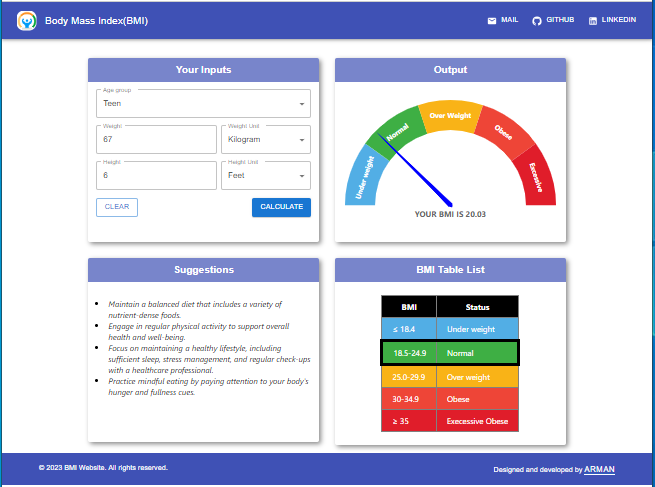 Body Mass Index(BMI)
MAIL
GITHUB
LINKEDIN
Your Inputs
Age group
Teen
Weight
67
Weight Unit
Kilogram
Height
6
Height Unit
Feet
CLEAR
CALCULATE
Output
Under weight
Normal
Over Weight
Obese
Excessive
YOUR BMI IS 20.03
Suggestions
Maintain a balanced diet that includes a variety of
nutrient-dense foods.
Engage in regular physical activity to support overall
health and well-being.
Focus on maintaining a healthy lifestyle, including
sufficient sleep, stress management, and regular check-ups
with a healthcare professional.
Practice mindful eating by paying attention to your body's
hunger and fullness cues.
BMI Table List
BMI Status
≤ 18.4 Under weight
18.5-24.9 Normal
25.0-29.9 Over weight
30-34.9 Obese
≥ 35 Execessive Obese
© 2023 BMI Website. All rights reserved.
Designed and developed by ARMAN